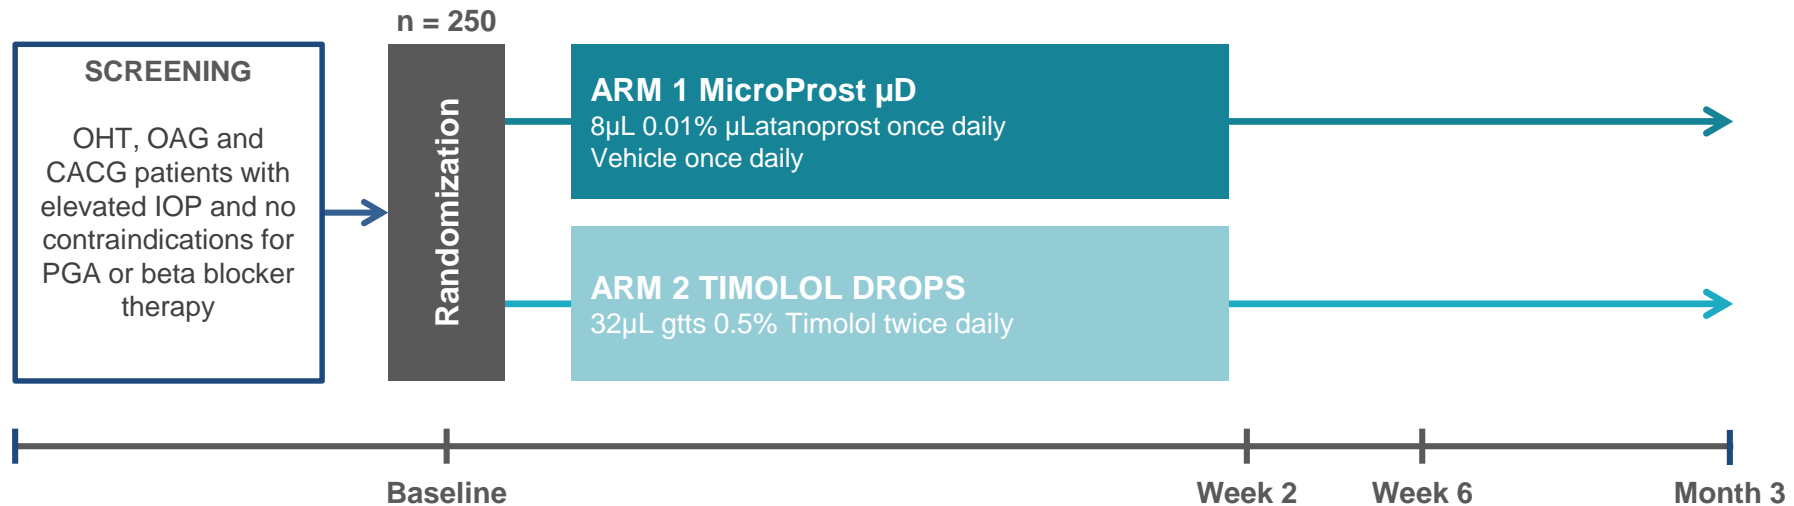 n = 250
SCREENING
OHT, OAG and
CACG patients with
elevated IOP and no
contraindications for
PGA or beta blocker
therapy
Randomization
ARM 1 MicroProst µD
8µL 0.01% µLatanoprost once daily
Vehicle once daily
ARM 2 TIMOLOL DROPS
32µL gtts 0.5% Timolol twice daily
Baseline
Week 2
Week 6
Month 3